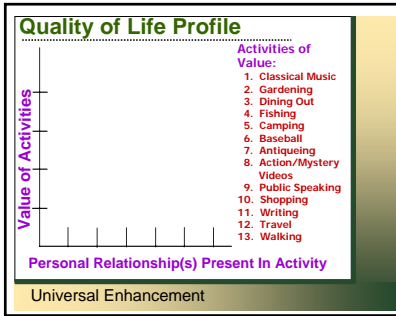 Quality of Life Profile
Value of Activities
Activities of
Value:
1. Classical Music
2. Gardening
3. Dining Out
4. Fishing
5. Camping
6. Baseball
7. Antiqueing
8. Action/Mystery
Videos
9. Public Speaking
10. Shopping
11. Writing
12. Travel
13. Walking
Personal Relationship(s) Present In Activity
Universal Enhancement